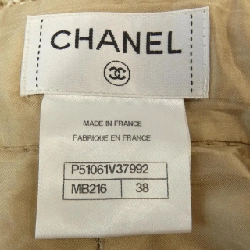 CHANEL
MADE IN FRANCE
FABRIQUÉ EN FRANCE
P51061V37992
MB216 38